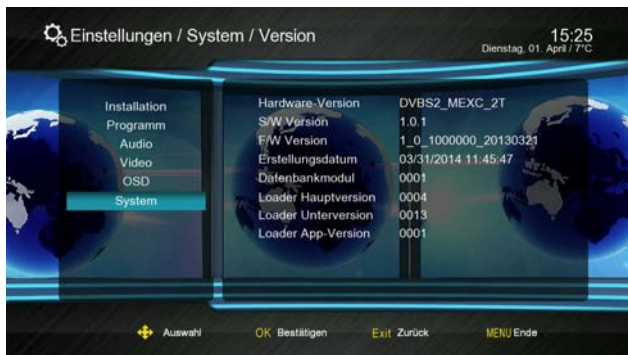 Einstellungen / System / Version
15:25
Dienstag, 01. April / 7°C
Installation
Programm
Audio
Video
OSD
System
Hardware-Version DVBS2_MEXC_2T
S/W Version 1.0.1
F/W Version 1_0_1000000_20130321
Erstellungsdatum 03/31/2014 11:45:47
Datenbankmodul 0001
Loader Hauptversion 0004
Loader Unterversion 0013
Loader App-Version 0001
Auswahl OK Bestätigen Exit Zurück MENU Ende